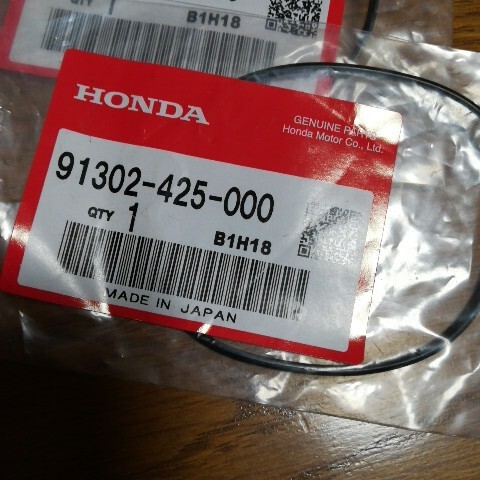 QTY
B1H18
HONDA
GENUINE PARTS
Honda Motor Co., Ltd.
91302-425-000
QTY 1
B1H18
MADE IN JAPAN